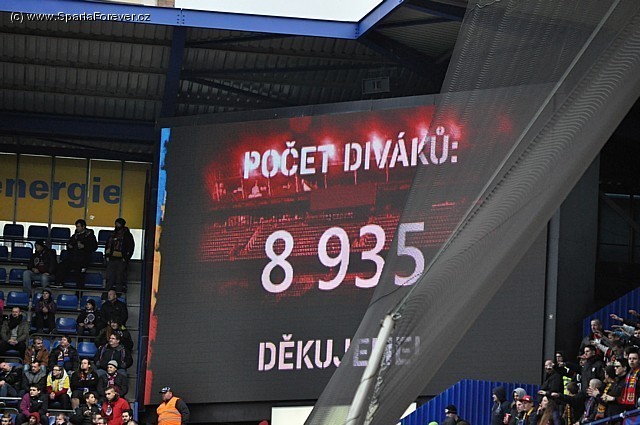 (c) www.SpartaForever.cz
energie
POČET DIVÁKŮ:
8 935
DĚKUJEME!